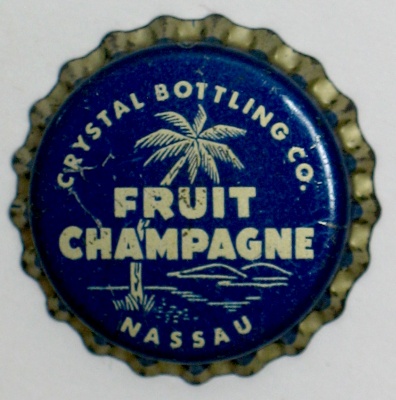 CRYSTAL BOTTLING CO.
FRUIT
CHAMPAGNE
NASSAU